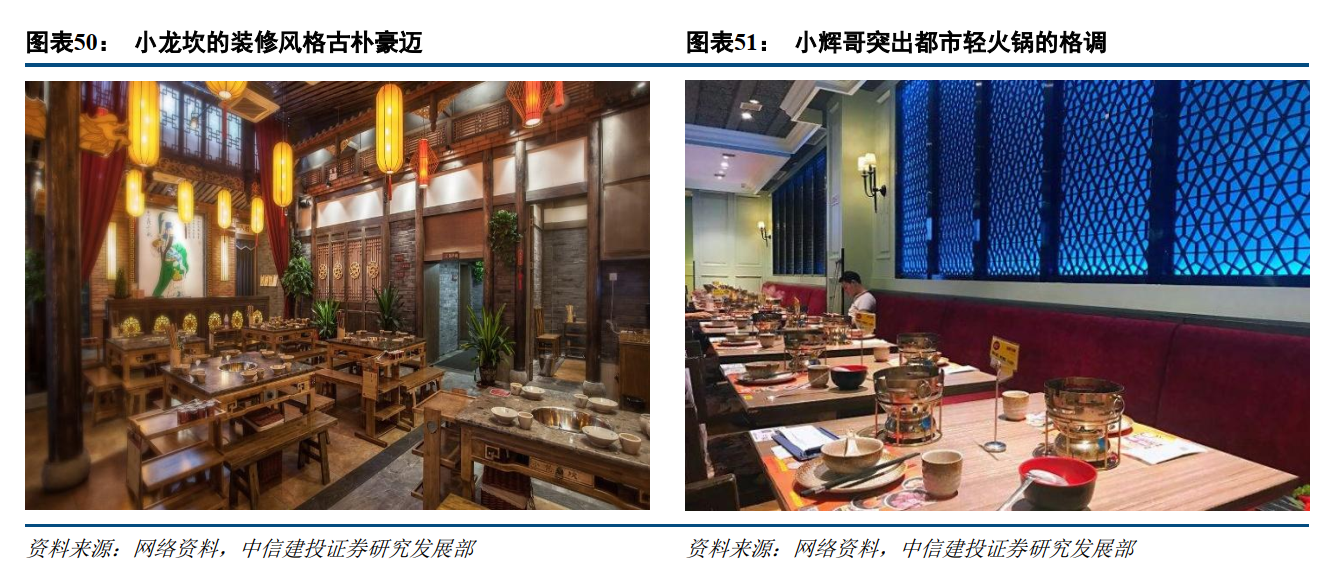 图表50： 小龙坎的装修风格古朴豪迈
图表51： 小辉哥突出都市轻火锅的格调
资料来源：网络资料，中信建投证券研究发展部
资料来源：网络资料，中信建投证券研究发展部